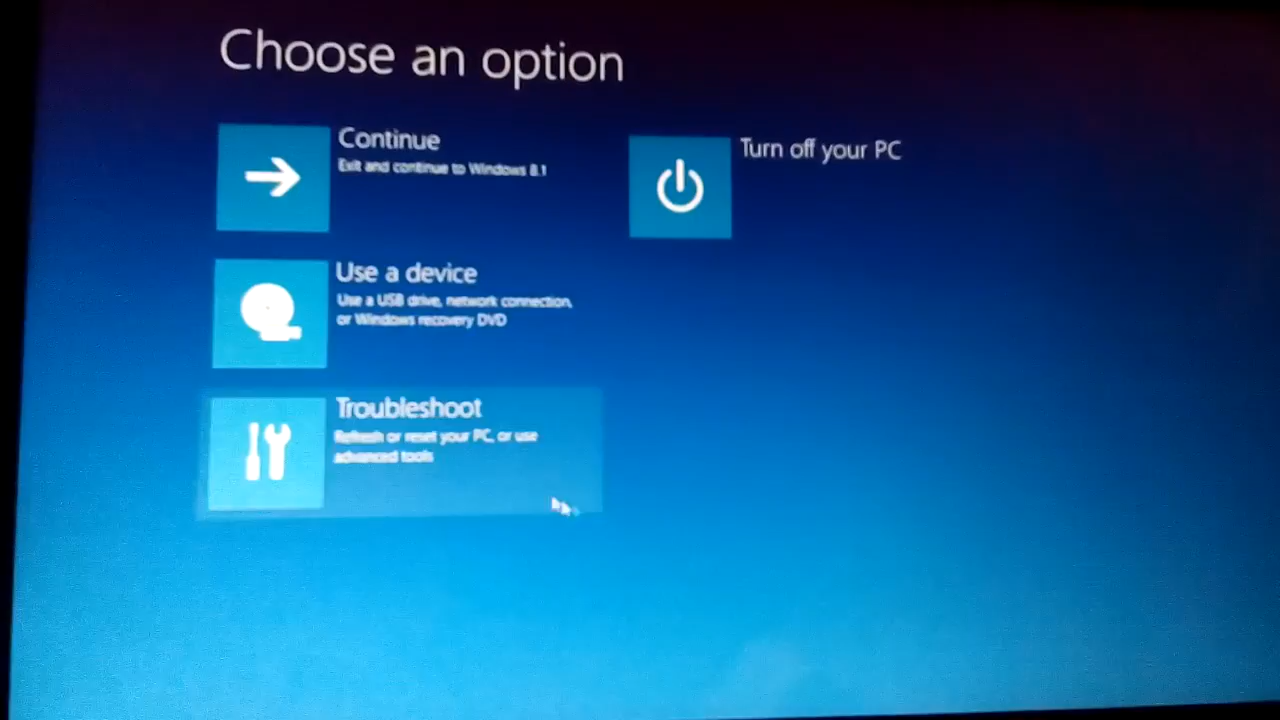 Choose an option
Continue
Exit and continue to Windows 8.1
Turn off your PC
Use a device
Use a USB drive, network connection,
or Windows recovery DVD
Troubleshoot
Refresh or reset your PC, or use
advanced tools